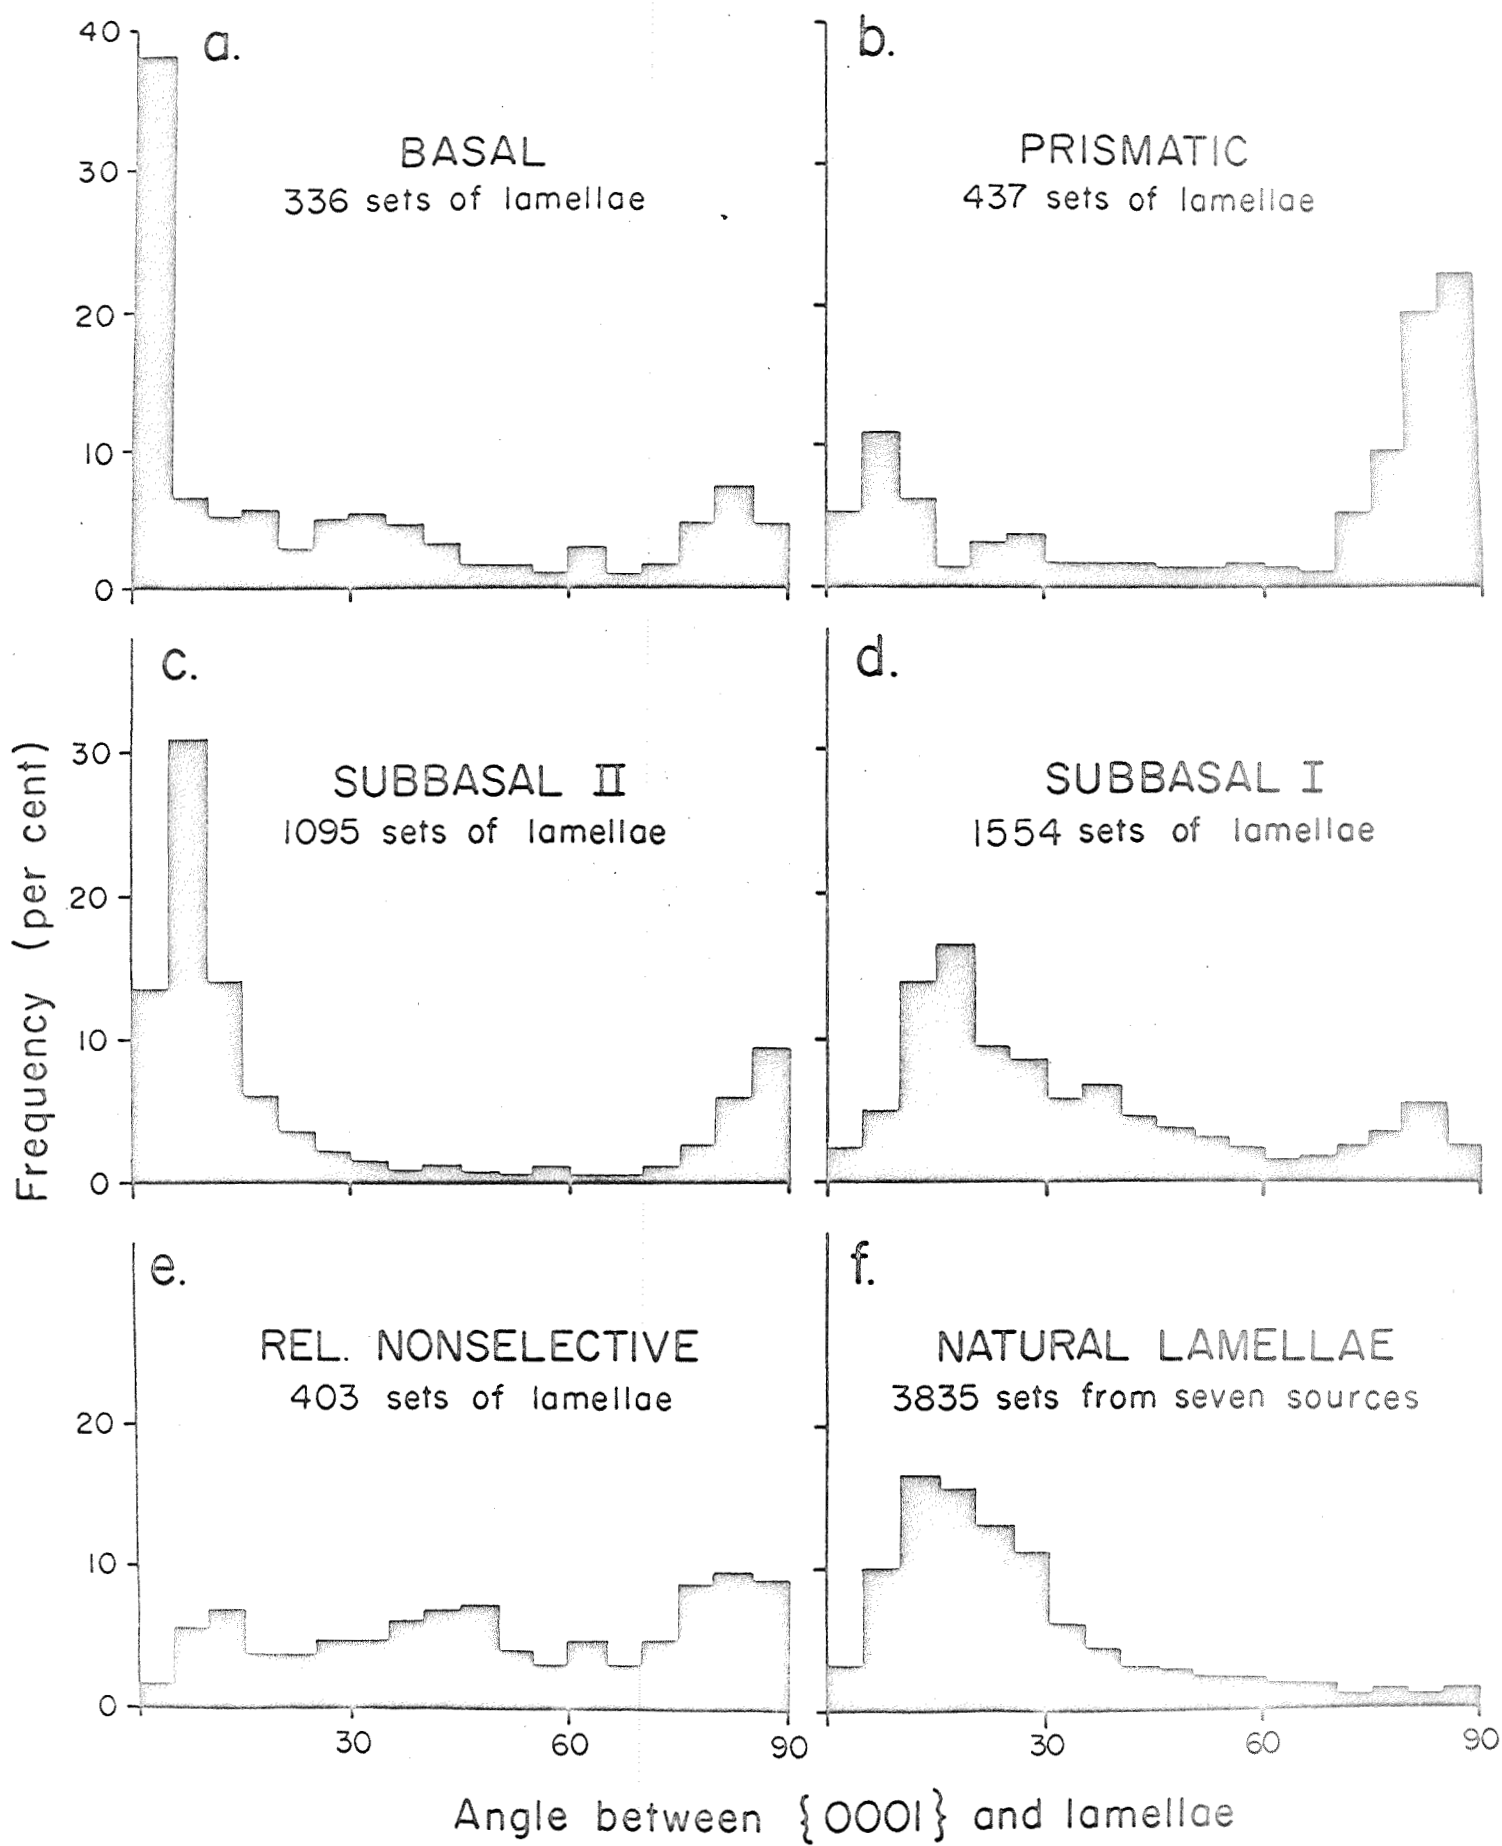 40
a.
BASAL
336 sets of lamellae
30
20
10
0
b.
PRISMATIC
437 sets of lamellae
c.
SUBBASAL II
1095 sets of lamellae
30
20
10
0
d.
SUBBASAL I
1554 sets of lamellae
Frequency (per cent)
e.
REL. NONSELECTIVE
403 sets of lamellae
20
10
0
30
60
90
f.
NATURAL LAMELLAE
3835 sets from seven sources
30
60
90
Angle between {0001} and lamellae